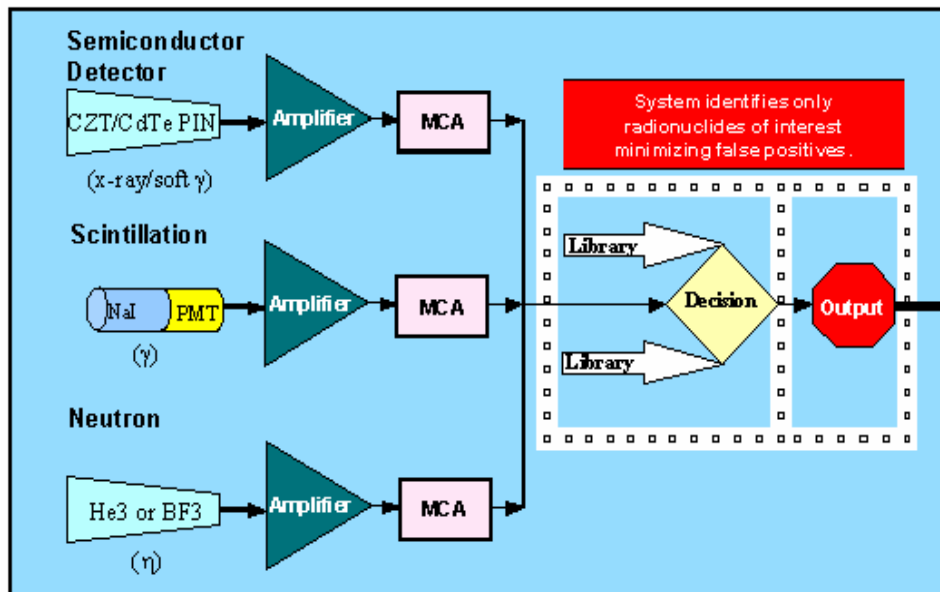 Semiconductor
Detector
CZT/CdTe PIN
Amplifier
MCA
(x-ray/soft γ)
System identifies only
radionuclides of interest
minimizing false positives.
Scintillation
NaI
PMT
(γ)
Amplifier
MCA
Library
Library
Decision
Output
Neutron
He3 or BF3
(η)
Amplifier
MCA